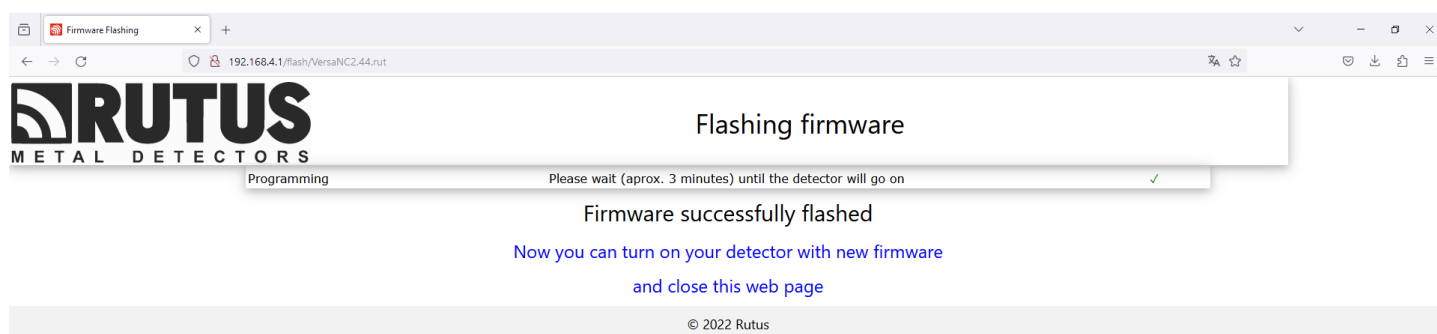 Firmware Flashing
192.168.4.1/flash/VersaNC2.44.rut
RUTUS
METAL DETECTORS
Flashing firmware
Programming Please wait (aprox. 3 minutes) until the detector will go on ✓
Firmware successfully flashed
Now you can turn on your detector with new firmware
and close this web page
© 2022 Rutus